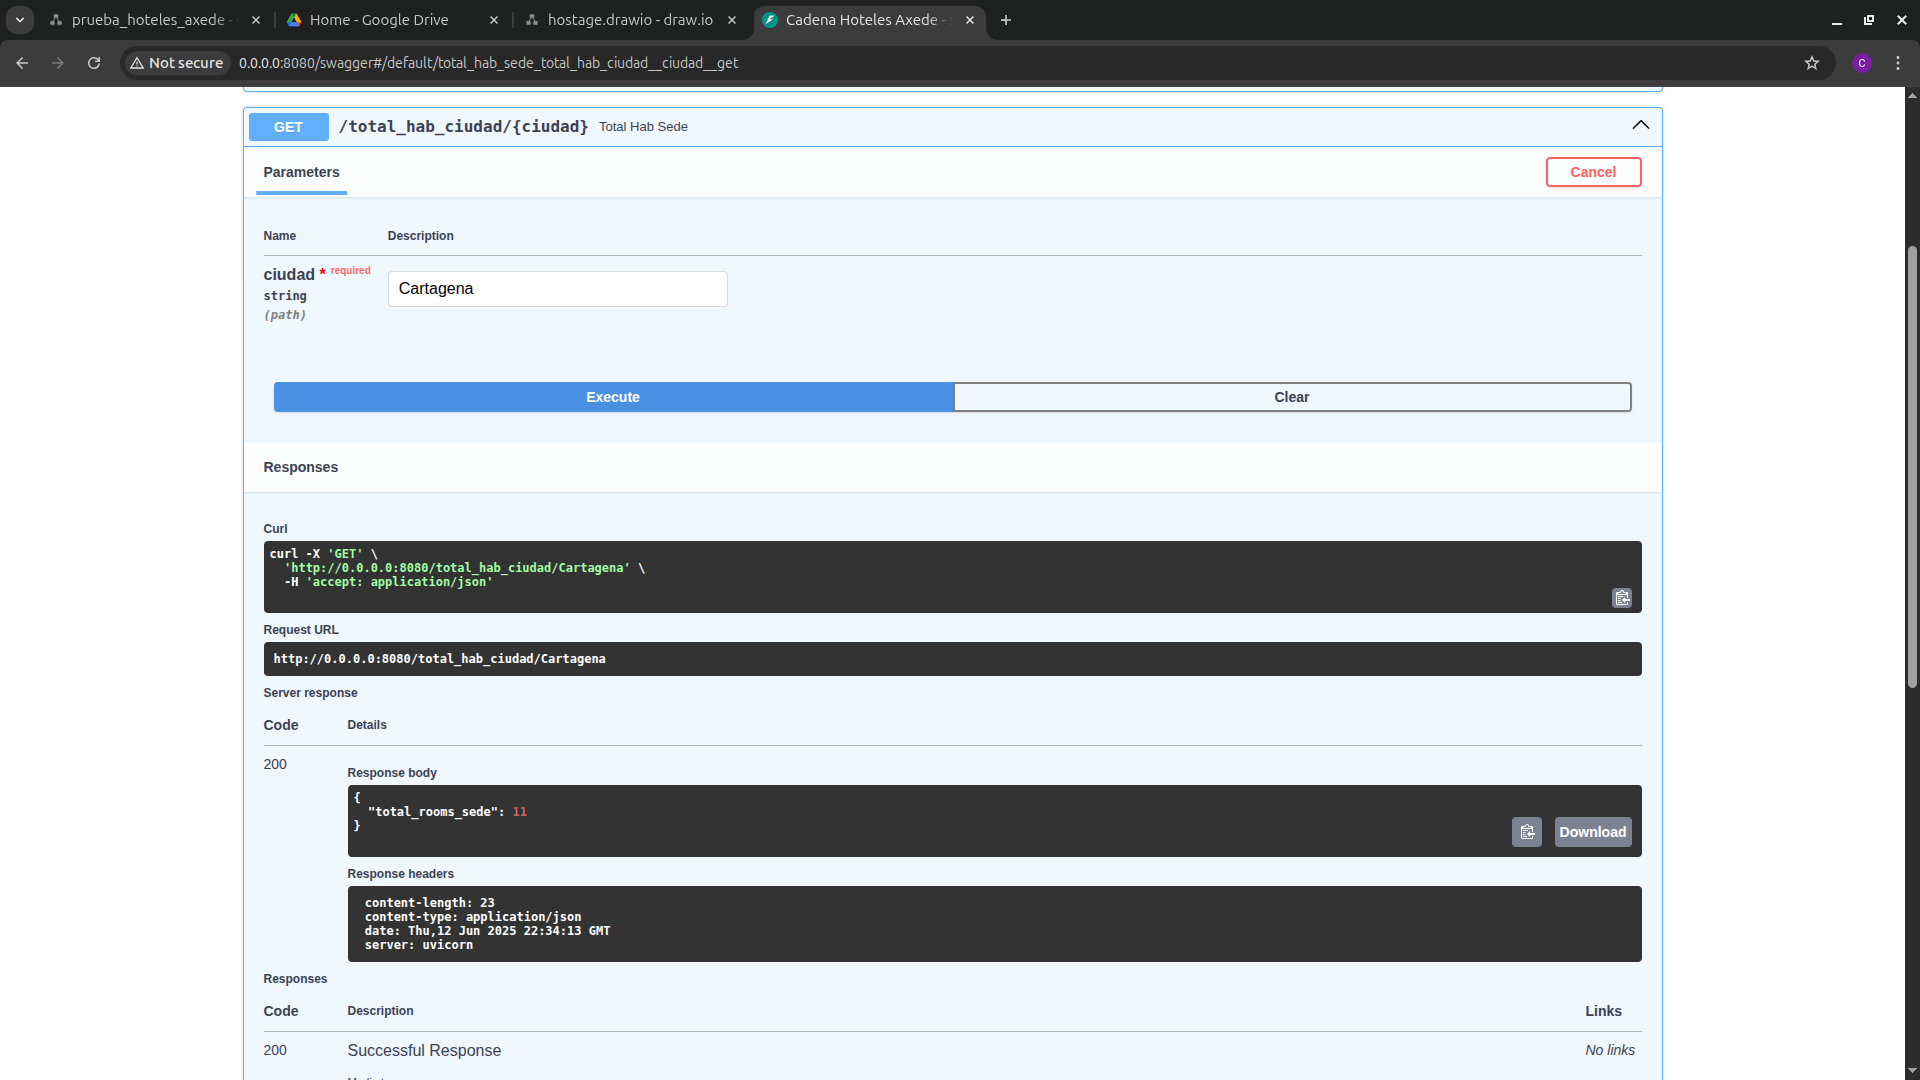 prueba_hoteles_axede -
Home - Google Drive
hostage.drawio - draw.io
Cadena Hoteles Axede -
Not secure
0.0.0.0:8080/swagger#/default/total_hab_sede_total_hab_ciudad__ciudad__get
C
GET /total_hab_ciudad/{ciudad} Total Hab Sede
Parameters
Cancel
Name Description
ciudad * required
string
(path)
Cartagena
Execute
Clear
Responses
Curl
curl -X 'GET' \
'http://0.0.0.0:8080/total_hab_ciudad/Cartagena' \
-H 'accept: application/json'
Request URL
http://0.0.0.0:8080/total_hab_ciudad/Cartagena
Server response
Code Details
200
Response body
{
"total_rooms_sede": 11
}
Download
Response headers
content-length: 23
content-type: application/json
date: Thu,12 Jun 2025 22:34:13 GMT
server: uvicorn
Responses
Code Description Links
200 Successful Response No links